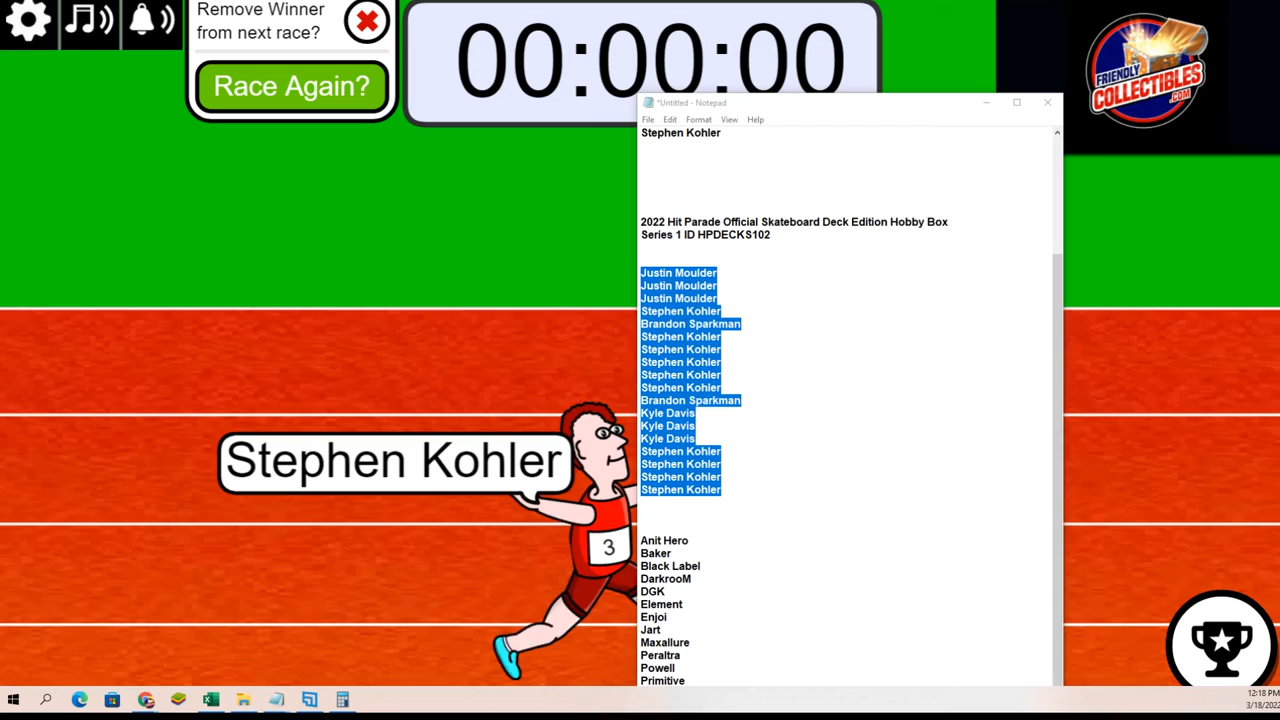 Remove Winner
from next race?
Race Again?
00:00:00
FRIENDLY
COLLECTIBLES
.COM
*Untitled - Notepad
File Edit Format View Help
Stephen Kohler
2022 Hit Parade Official Skateboard Deck Edition Hobby Box
Series 1 ID HPDECKS102
Justin Moulder
Justin Moulder
Justin Moulder
Stephen Kohler
Brandon Sparkman
Stephen Kohler
Stephen Kohler
Stephen Kohler
Stephen Kohler
Stephen Kohler
Brandon Sparkman
Kyle Davis
Kyle Davis
Kyle Davis
Stephen Kohler
Stephen Kohler
Stephen Kohler
Stephen Kohler
Anit Hero
Baker
Black Label
DarkrooM
DGK
Element
Enjoi
Jart
Maxallure
Peraltra
Powell
Primitive
Stephen Kohler
3
12:18 PM
3/18/2022